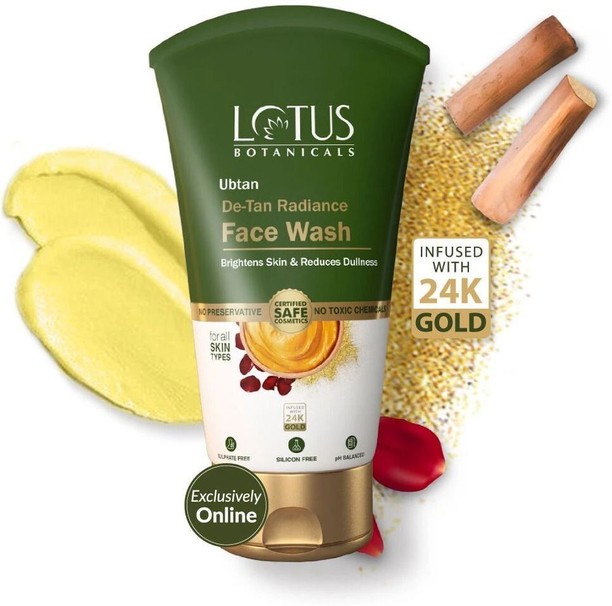 LOTUS
BOTANICALS
Ubtan
De-Tan Radiance
Face Wash
Brightens Skin & Reduces Dullness
NO PRESERVATIVE
CERTIFIED
SAFE
COSMETICS
NO TOXIC CHEMICALS
for all
SKIN
TYPES
INFUSED
WITH
24K
GOLD
SULPHATE FREE
SILICON FREE
pH BALANCED
Exclusively
Online
INFUSED
WITH
24K
GOLD